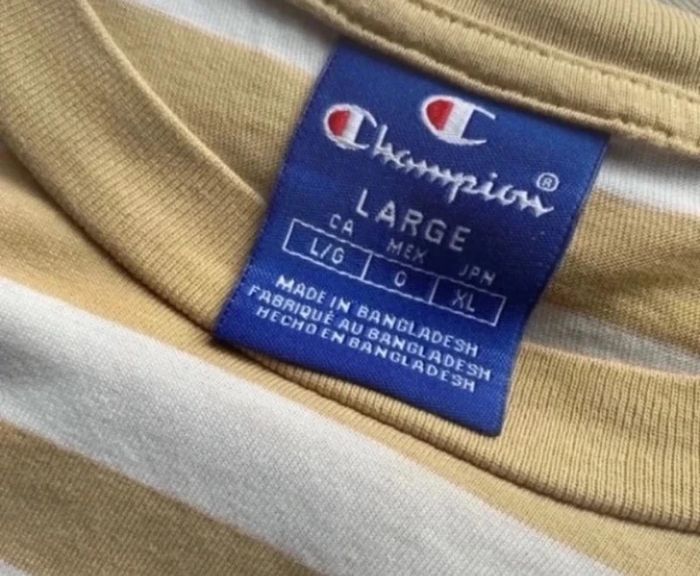 Champion®
LARGE
CA MEX JPN
L/G G XL
MADE IN BANGLADESH
FABRIQUÉ AU BANGLADESH
HECHO EN BANGLADESH